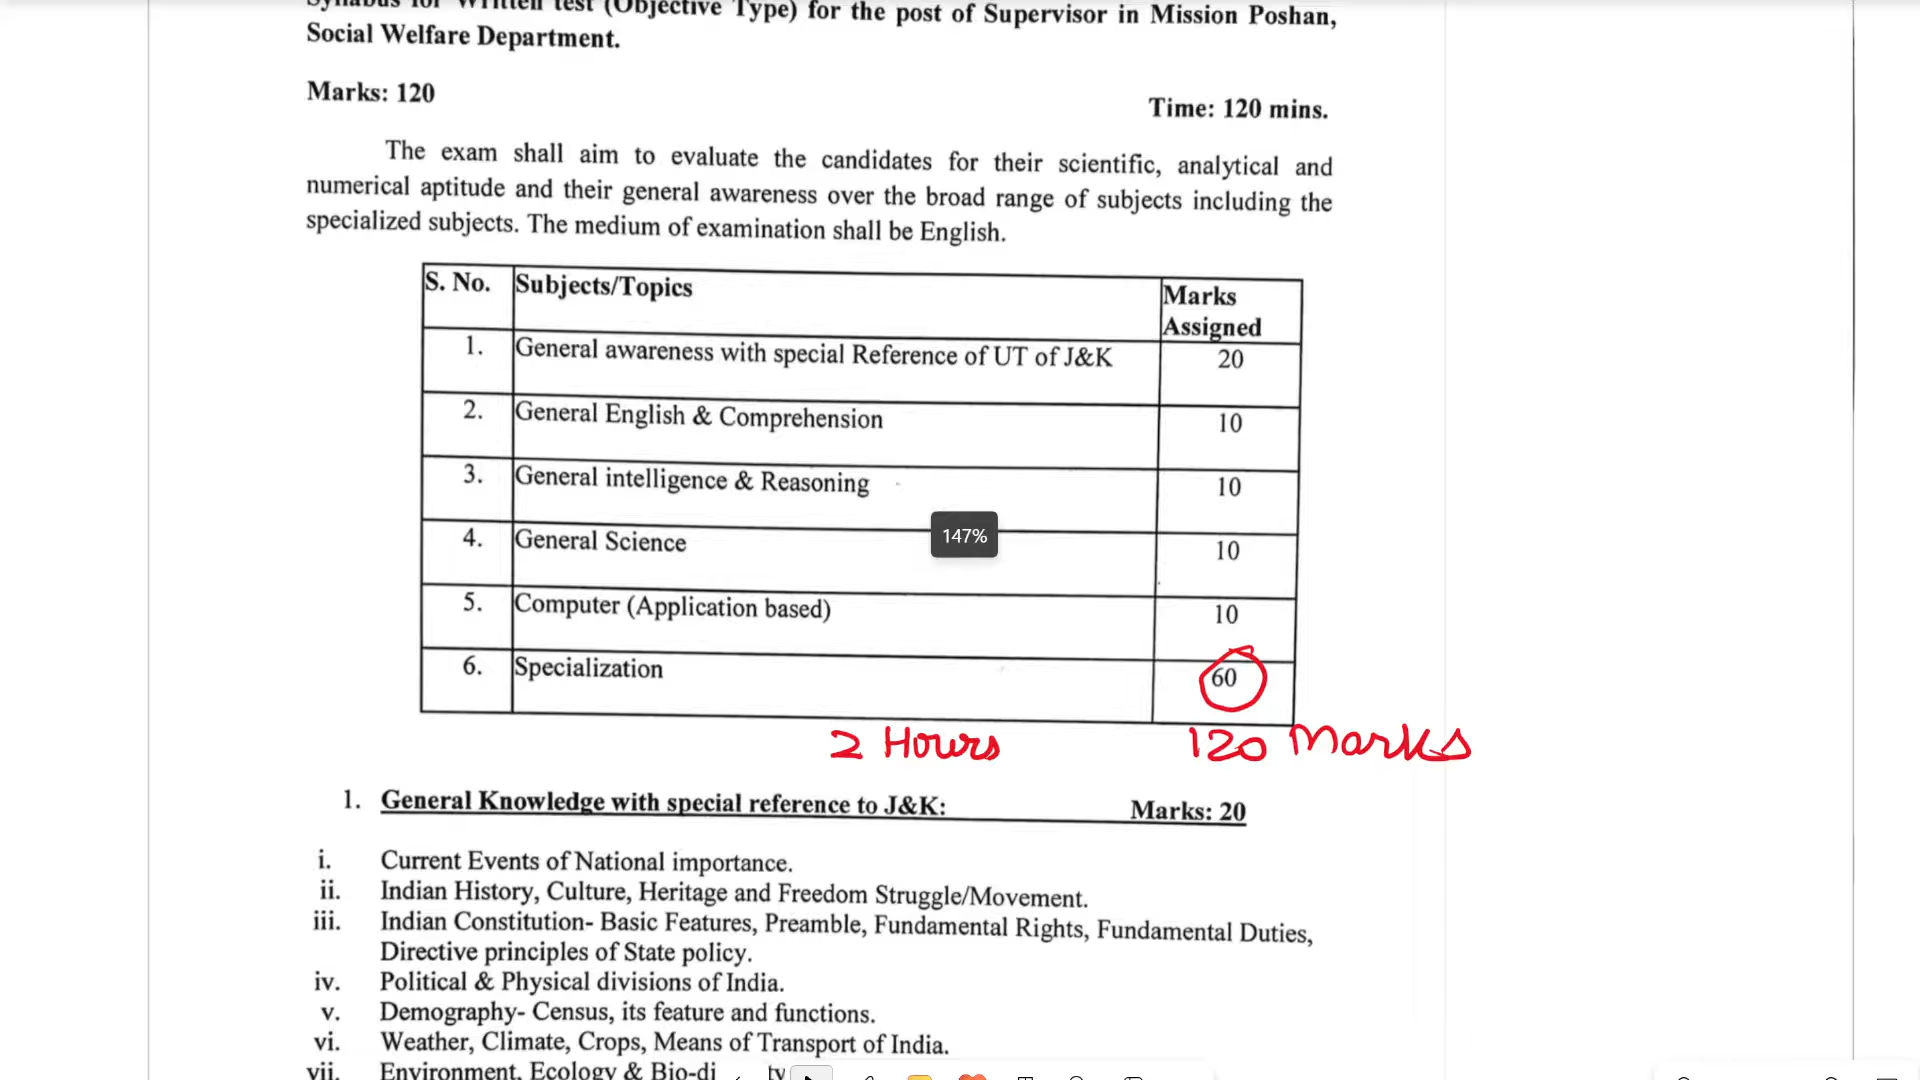 Syllabus for Written test (Objective Type) for the post of Supervisor in Mission Poshan,
Social Welfare Department.
Marks: 120
Time: 120 mins.
The exam shall aim to evaluate the candidates for their scientific, analytical and
numerical aptitude and their general awareness over the broad range of subjects including the
specialized subjects. The medium of examination shall be English.
S. No. Subjects/Topics Marks
Assigned
1. General awareness with special Reference of UT of J&K 20
2. General English & Comprehension 10
3. General intelligence & Reasoning 10
4. General Science 10
147%
5. Computer (Application based) 10
6. Specialization 60
2 Hours 120 Marks
1. General Knowledge with special reference to J&K: Marks: 20
i. Current Events of National importance.
ii. Indian History, Culture, Heritage and Freedom Struggle/Movement.
iii. Indian Constitution- Basic Features, Preamble, Fundamental Rights, Fundamental Duties,
Directive principles of State policy.
iv. Political & Physical divisions of India.
v. Demography- Census, its feature and functions.
vi. Weather, Climate, Crops, Means of Transport of India.
vii. Environment, Ecology & Bio-di ty